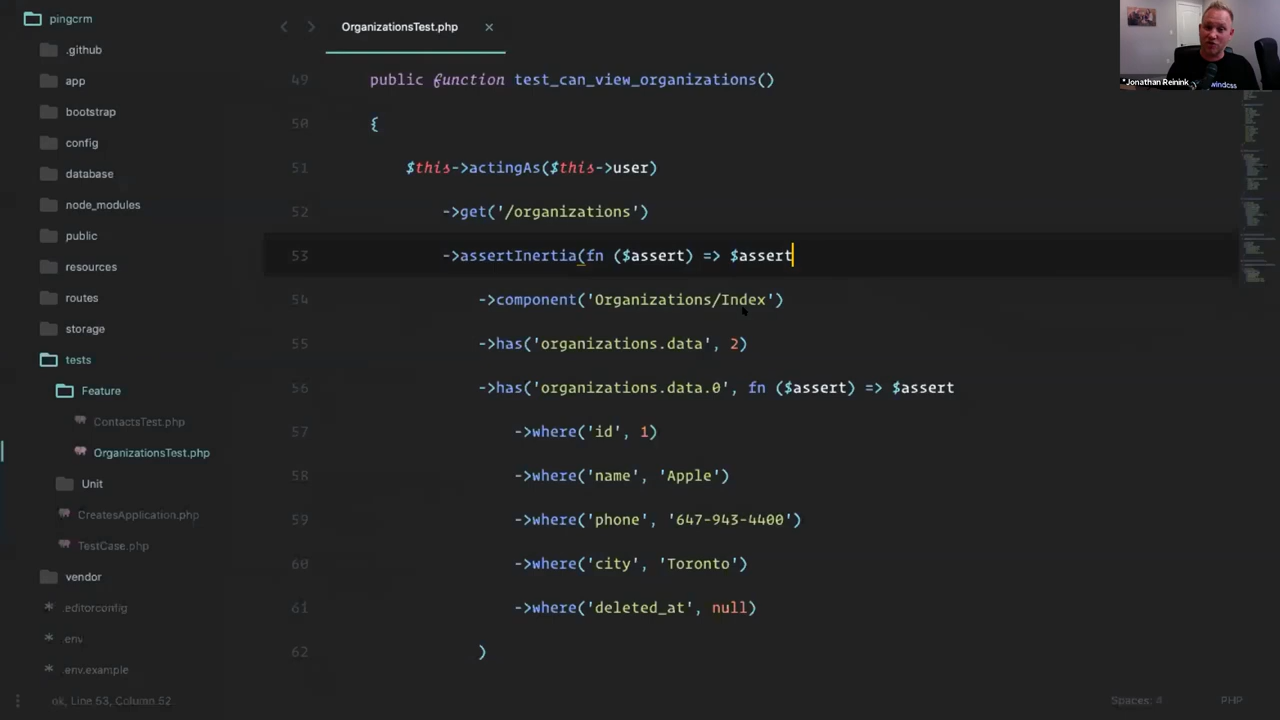 pingcrm
.github
app
bootstrap
config
database
node_modules
public
resources
routes
storage
tests
Feature
ContactsTest.php
OrganizationsTest.php
Unit
CreatesApplication.php
TestCase.php
vendor
.editorconfig
.env
.env.example
ok, Line 53, Column 52
OrganizationsTest.php
49 public function test_can_view_organizations()
50 {
51 $this->actingAs($this->user)
52 ->get('/organizations')
53 ->assertInertia(fn ($assert) => $assert
54 ->component('Organizations/Index')
55 ->has('organizations.data', 2)
56 ->has('organizations.data.0', fn ($assert) => $assert
57 ->where('id', 1)
58 ->where('name', 'Apple')
59 ->where('phone', '647-943-4400')
60 ->where('city', 'Toronto')
61 ->where('deleted_at', null)
62 )
Spaces: 4
PHP
*Jonathan Reinink
windcss